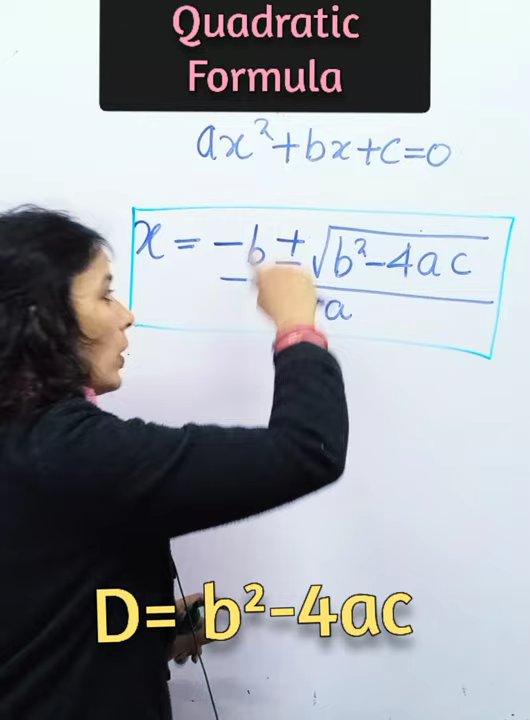 Quadratic
Formula
ax²+bx+c=0
x = -b ± √b²-4ac
a
D= b²-4ac